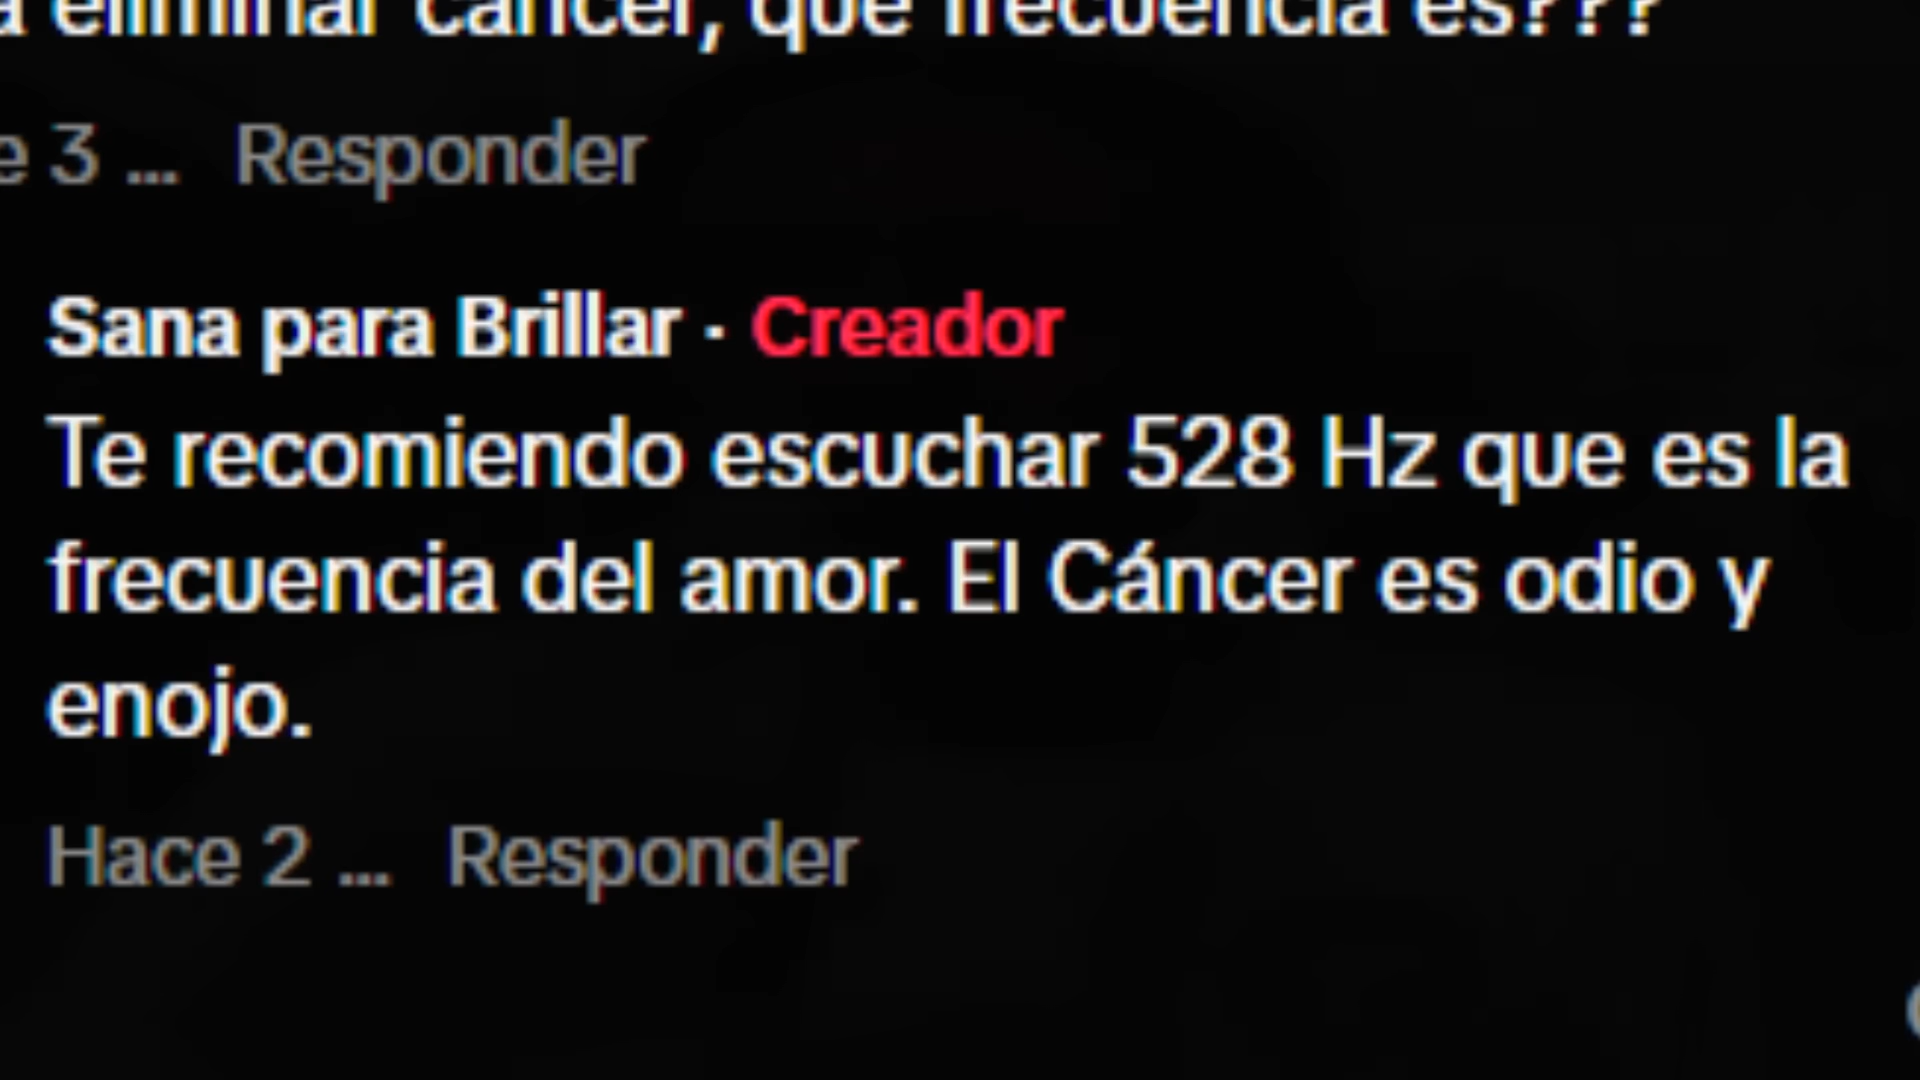 eliminar cáncer, que frecuencia es???
e 3 ... Responder
Sana para Brillar · Creador
Te recomiendo escuchar 528 Hz que es la
frecuencia del amor. El Cáncer es odio y
enojo.
Hace 2 ... Responder